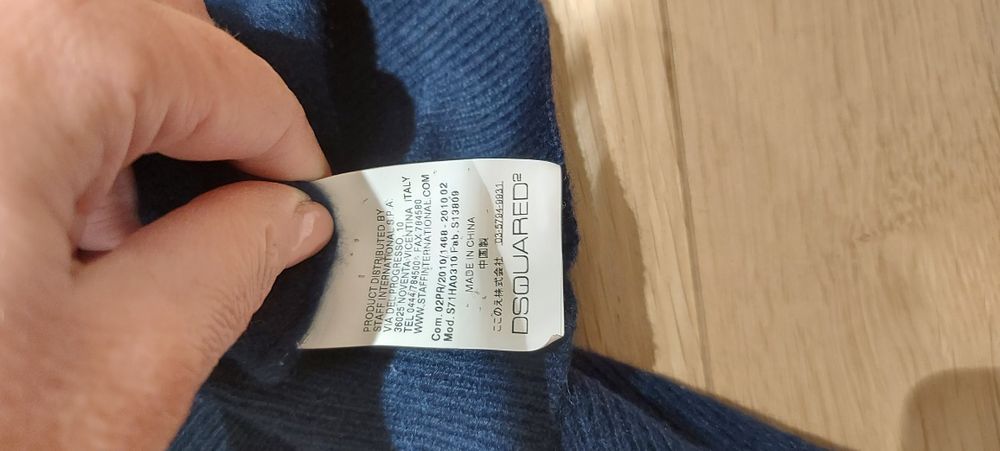 PRODUCT DISTRIBUTED BY
STAFF INTERNATIONAL S.P.A.
VIA DEL PROGRESSO, 10
36025 NOVENTA VICENTINA ITALY
TEL 0444/784500 FAX 784580
WWW.STAFFINTERNATIONAL.COM
Com. 02PR/2010/1468 - 2010 02
Mod. S71HA0310 Fab. S13809
MADE IN CHINA
中国製
ここのえ株式会社 03-5794-9931
DSQUARED²